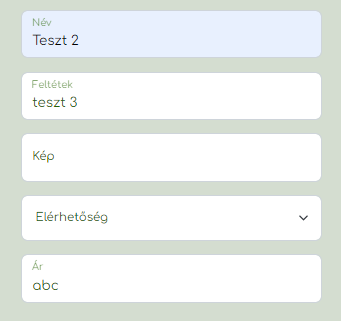 Név
Teszt 2
Feltétek
teszt 3
Kép
Elérhetőség
Ár
abc